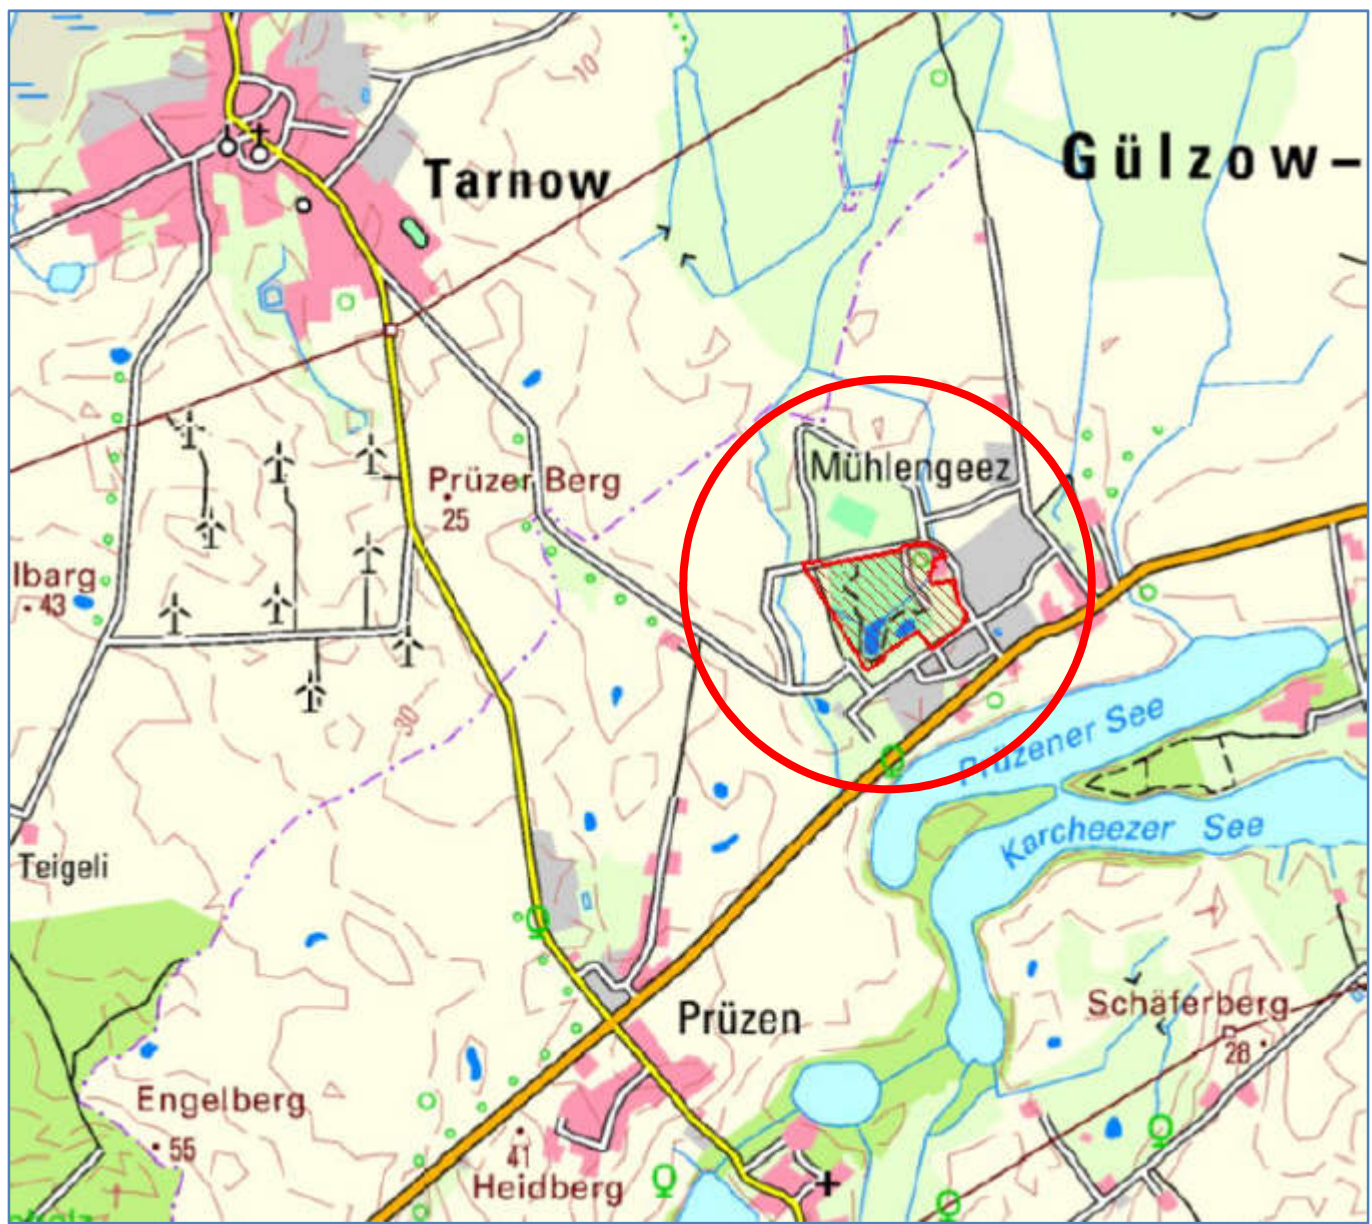 10
Gülzow-
Tarnow
Mühlengeez
Prüzer Berg
25
lbarg
43
30
Prüzener See
Karcheezer See
Teigeli
Schäferberg
28
Prüzen
Engelberg
55
41
Heidberg